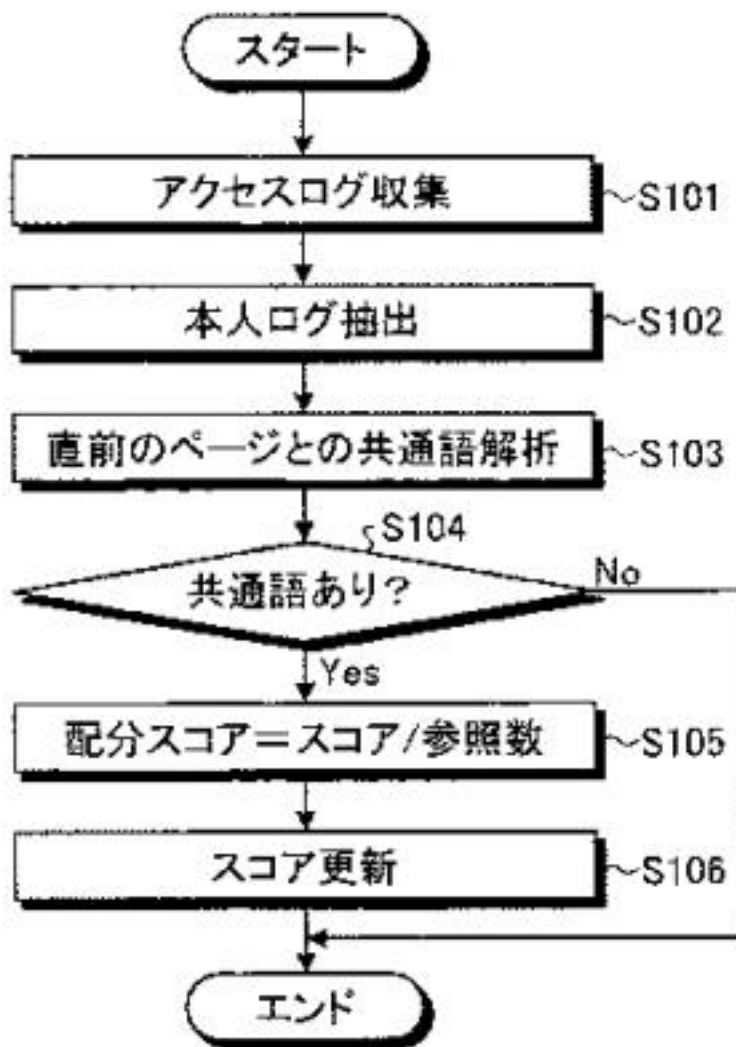 スタート
アクセスログ収集
~S101
本人ログ抽出
~S102
直前のページとの共通語解析
~S103
S104
共通語あり?
No
Yes
配分スコア=スコア/参照数
~S105
スコア更新
~S106
エンド